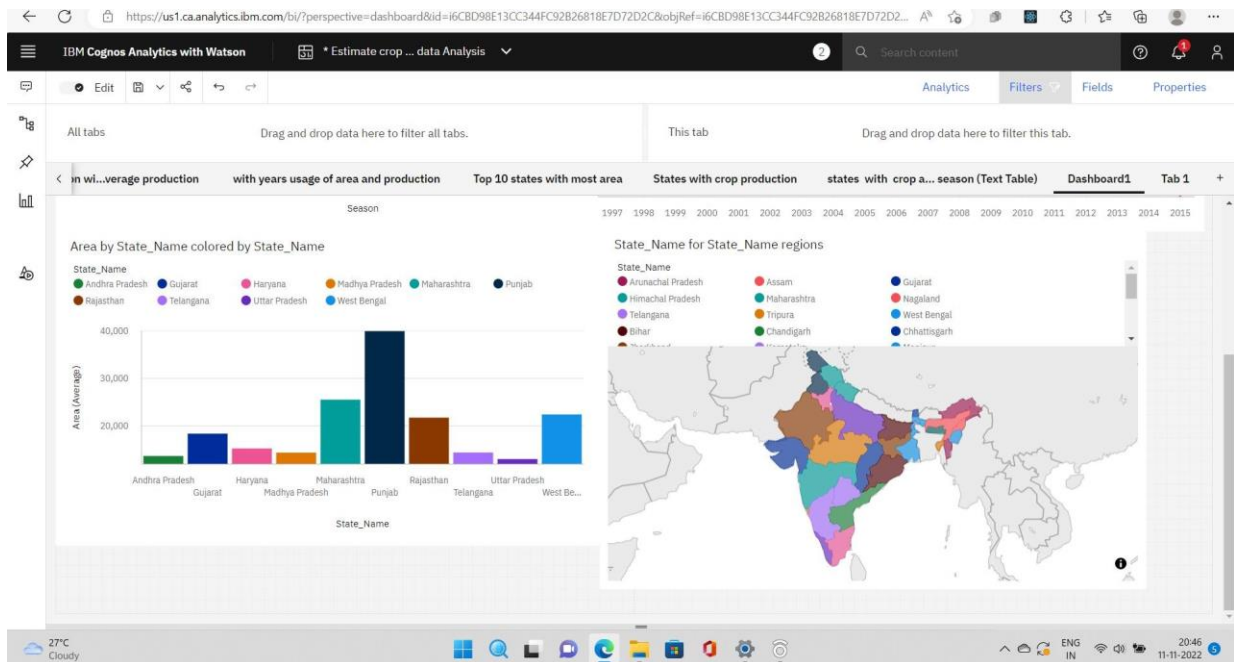 https://us1.ca.analytics.ibm.com/bi/?perspective=dashboard&id=i6CBD98E13CC344FC92B26818E7D72D2C&objRef=i6CBD98E13CC344FC92B26818E7D72D2...
IBM Cognos Analytics with Watson
* Estimate crop ... data Analysis
2
Search content
1
Edit
Analytics
Filters
Fields
Properties
All tabs
Drag and drop data here to filter all tabs.
This tab
Drag and drop data here to filter this tab.
on wi...verage production
with years usage of area and production
Top 10 states with most area
States with crop production
states with crop a... season (Text Table)
Dashboard1
Tab 1
Season
1997 1998 1999 2000 2001 2002 2003 2004 2005 2006 2007 2008 2009 2010 2011 2012 2013 2014 2015
Area by State_Name colored by State_Name
State_Name
Andhra Pradesh Gujarat Haryana Madhya Pradesh Maharashtra Punjab
Rajasthan Telangana Uttar Pradesh West Bengal
40,000
30,000
20,000
Area (Average)
Andhra Pradesh Haryana Maharashtra Rajasthan Uttar Pradesh
Gujarat Madhya Pradesh Punjab Telangana West Be...
State_Name
State_Name for State_Name regions
State_Name
Arunachal Pradesh Assam Gujarat
Himachal Pradesh Maharashtra Nagaland
Telangana Tripura West Bengal
Bihar Chandigarh Chhattisgarh
27°C
Cloudy
ENG
IN
20:46
11-11-2022
5